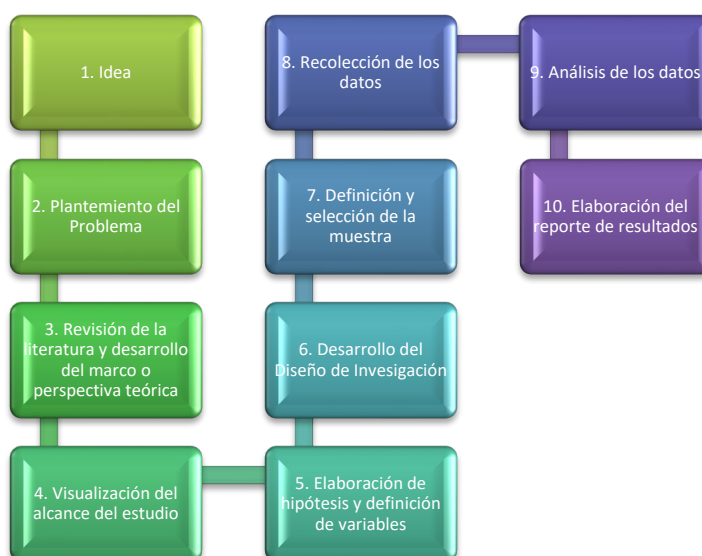 1. Idea
2. Plantemiento del
Problema
3. Revisión de la
literatura y desarrollo
del marco o
perspectiva teórica
4. Visualización del
alcance del estudio
5. Elaboración de
hipótesis y definición
de variables
6. Desarrollo del
Diseño de Invesigación
7. Definición y
selección de la
muestra
8. Recolección de los
datos
9. Análisis de los datos
10. Elaboración del
reporte de resultados